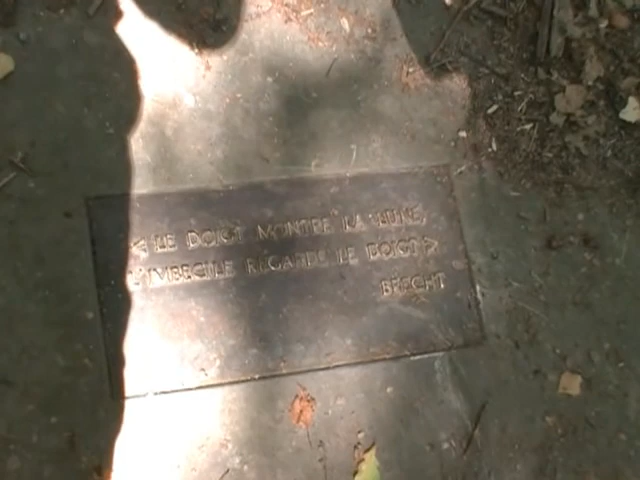 < LE DOIGT MONTRE LA LUNE,
L'IMBECILE REGARDE LE DOIGT >
BRECHT